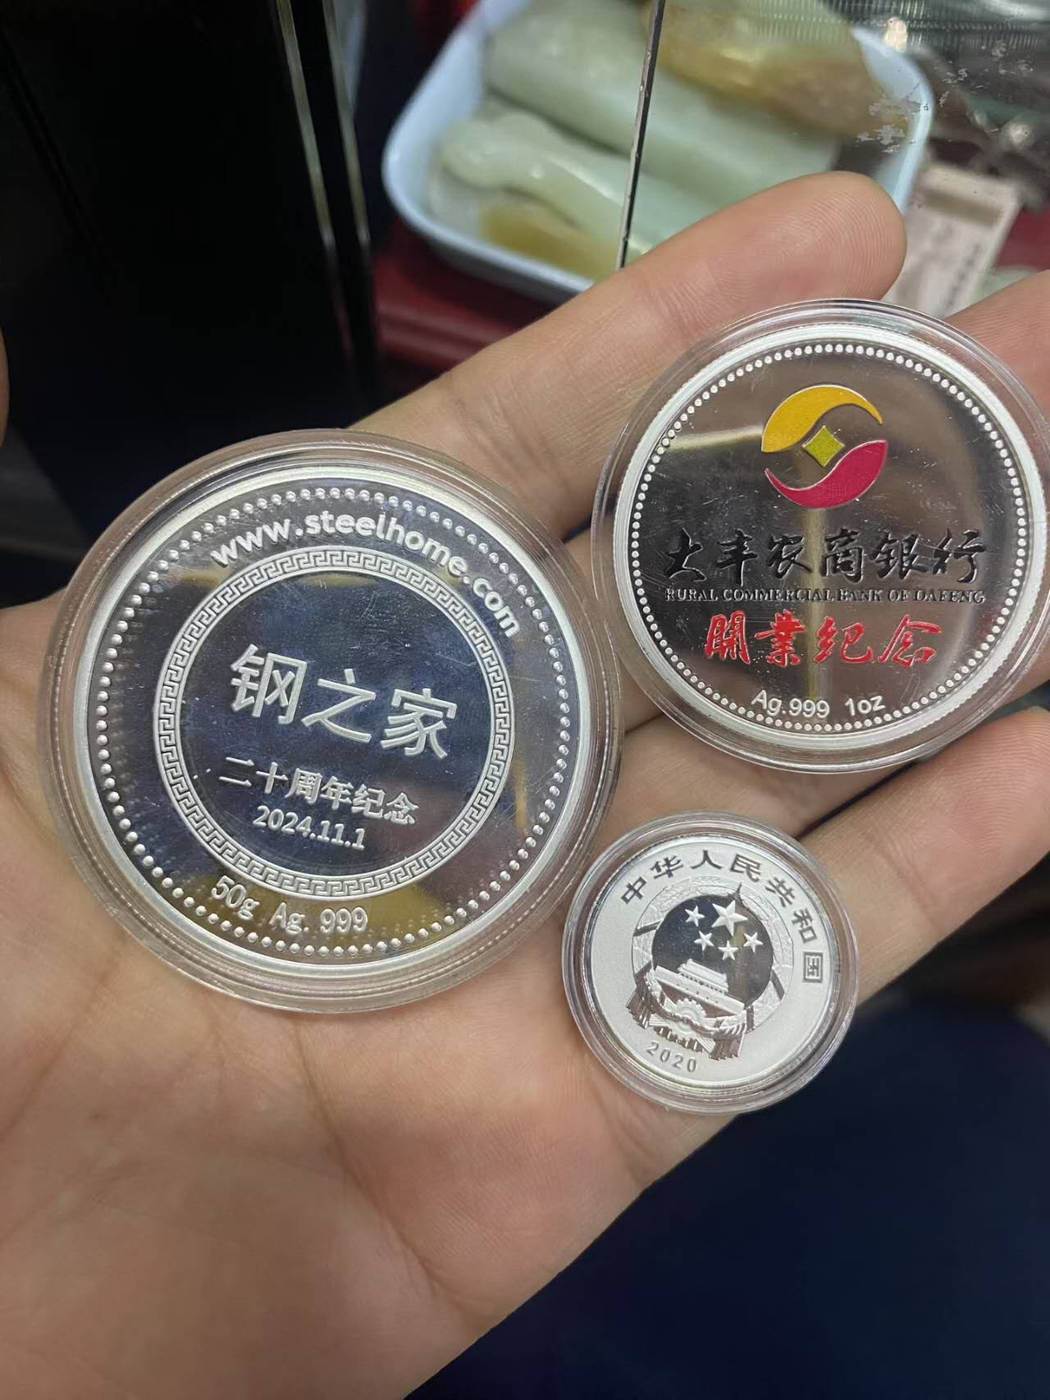 www.steelhome.com
钢之家
二十周年纪念
2024.11.1
50g Ag. 999
大丰农商银行
RURAL COMMERCIAL BANK OF DAFENG
開業紀念
Ag.999 1oz
中华人民共和国
2020